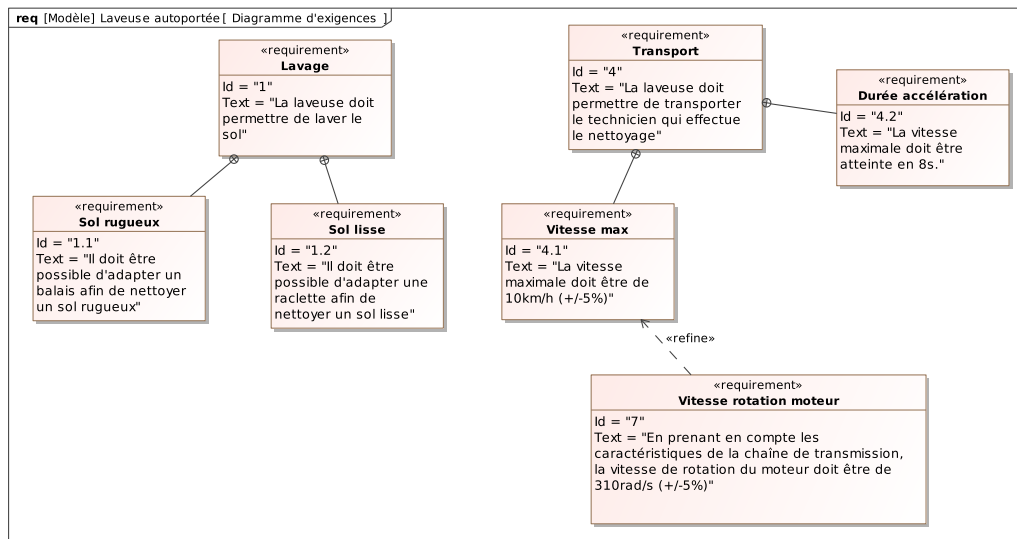 req [Modèle] Laveuse autoportée [ Diagramme d'exigences ]
«requirement»
Lavage
Id = "1"
Text = "La laveuse doit
permettre de laver le
sol"
«requirement»
Transport
Id = "4"
Text = "La laveuse doit
permettre de transporter
le technicien qui effectue
le nettoyage"
«requirement»
Durée accélération
Id = "4.2"
Text = "La vitesse
maximale doit être
atteinte en 8s."
«requirement»
Sol rugueux
Id = "1.1"
Text = "Il doit être
possible d'adapter un
balais afin de nettoyer
un sol rugueux"
«requirement»
Sol lisse
Id = "1.2"
Text = "Il doit être
possible d'adapter une
raclette afin de
nettoyer un sol lisse"
«requirement»
Vitesse max
Id = "4.1"
Text = "La vitesse
maximale doit être de
10km/h (+/-5%)"
«refine»
«requirement»
Vitesse rotation moteur
Id = "7"
Text = "En prenant en compte les
caractéristiques de la chaîne de transmission,
la vitesse de rotation du moteur doit être de
310rad/s (+/-5%)"